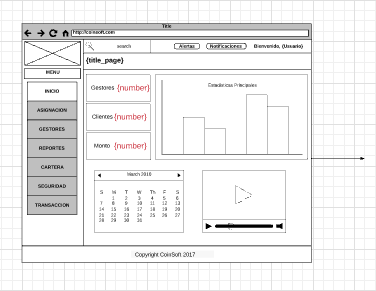 Title
http://coinsoft.com
search
Alertas
Notificaciones
Bienvenido, {Usuario}
{title_page}
MENU
INICIO
ASIGNACION
GESTORES
REPORTES
CARTERA
SEGURIDAD
TRANSACCION
Gestores {number}
Clientes {number}
Monto {number}
Estadisticas Principales
March 2010
S M T W Th F S
1 2 3 4 5 6
7 8 9 10 11 12 13
14 15 16 17 18 19 20
21 22 23 24 25 26 27
28 29 30 31
Copyright CoinSoft 2017